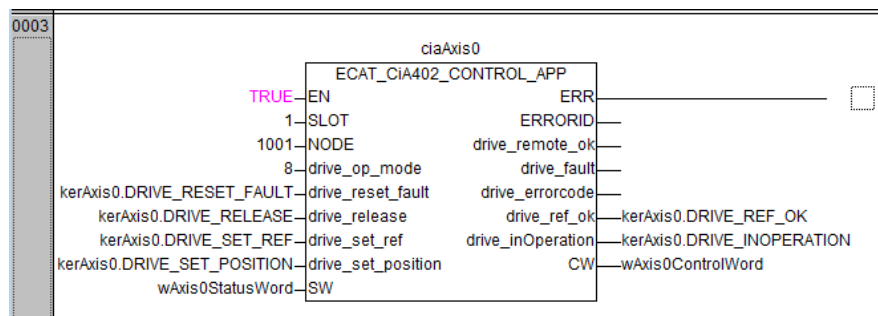 0003
ciaAxis0
ECAT_CiA402_CONTROL_APP
TRUE EN ERR
1 SLOT ERRORID
1001 NODE drive_remote_ok
8 drive_op_mode drive_fault
kerAxis0.DRIVE_RESET_FAULT drive_reset_fault drive_errorcode
kerAxis0.DRIVE_RELEASE drive_release drive_ref_ok kerAxis0.DRIVE_REF_OK
kerAxis0.DRIVE_SET_REF drive_set_ref drive_inOperation kerAxis0.DRIVE_INOPERATION
kerAxis0.DRIVE_SET_POSITION drive_set_position CW wAxis0ControlWord
wAxis0StatusWord SW